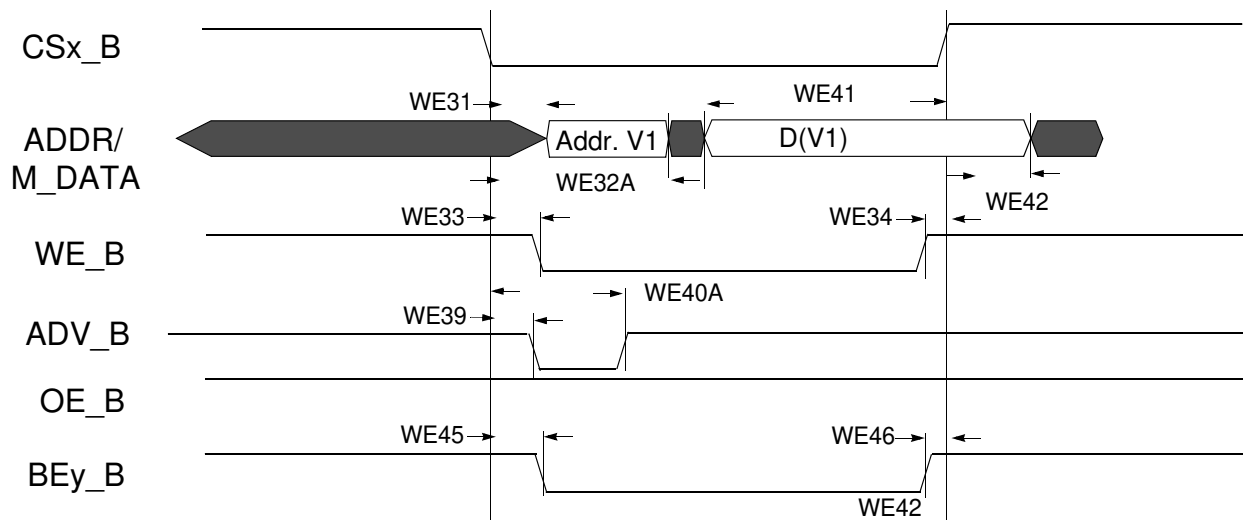 CSx_B
WE31
WE41
ADDR/
M_DATA
Addr. V1
D(V1)
WE32A
WE42
WE33
WE34
WE_B
WE40A
WE39
ADV_B
OE_B
WE45
WE46
BEy_B
WE42